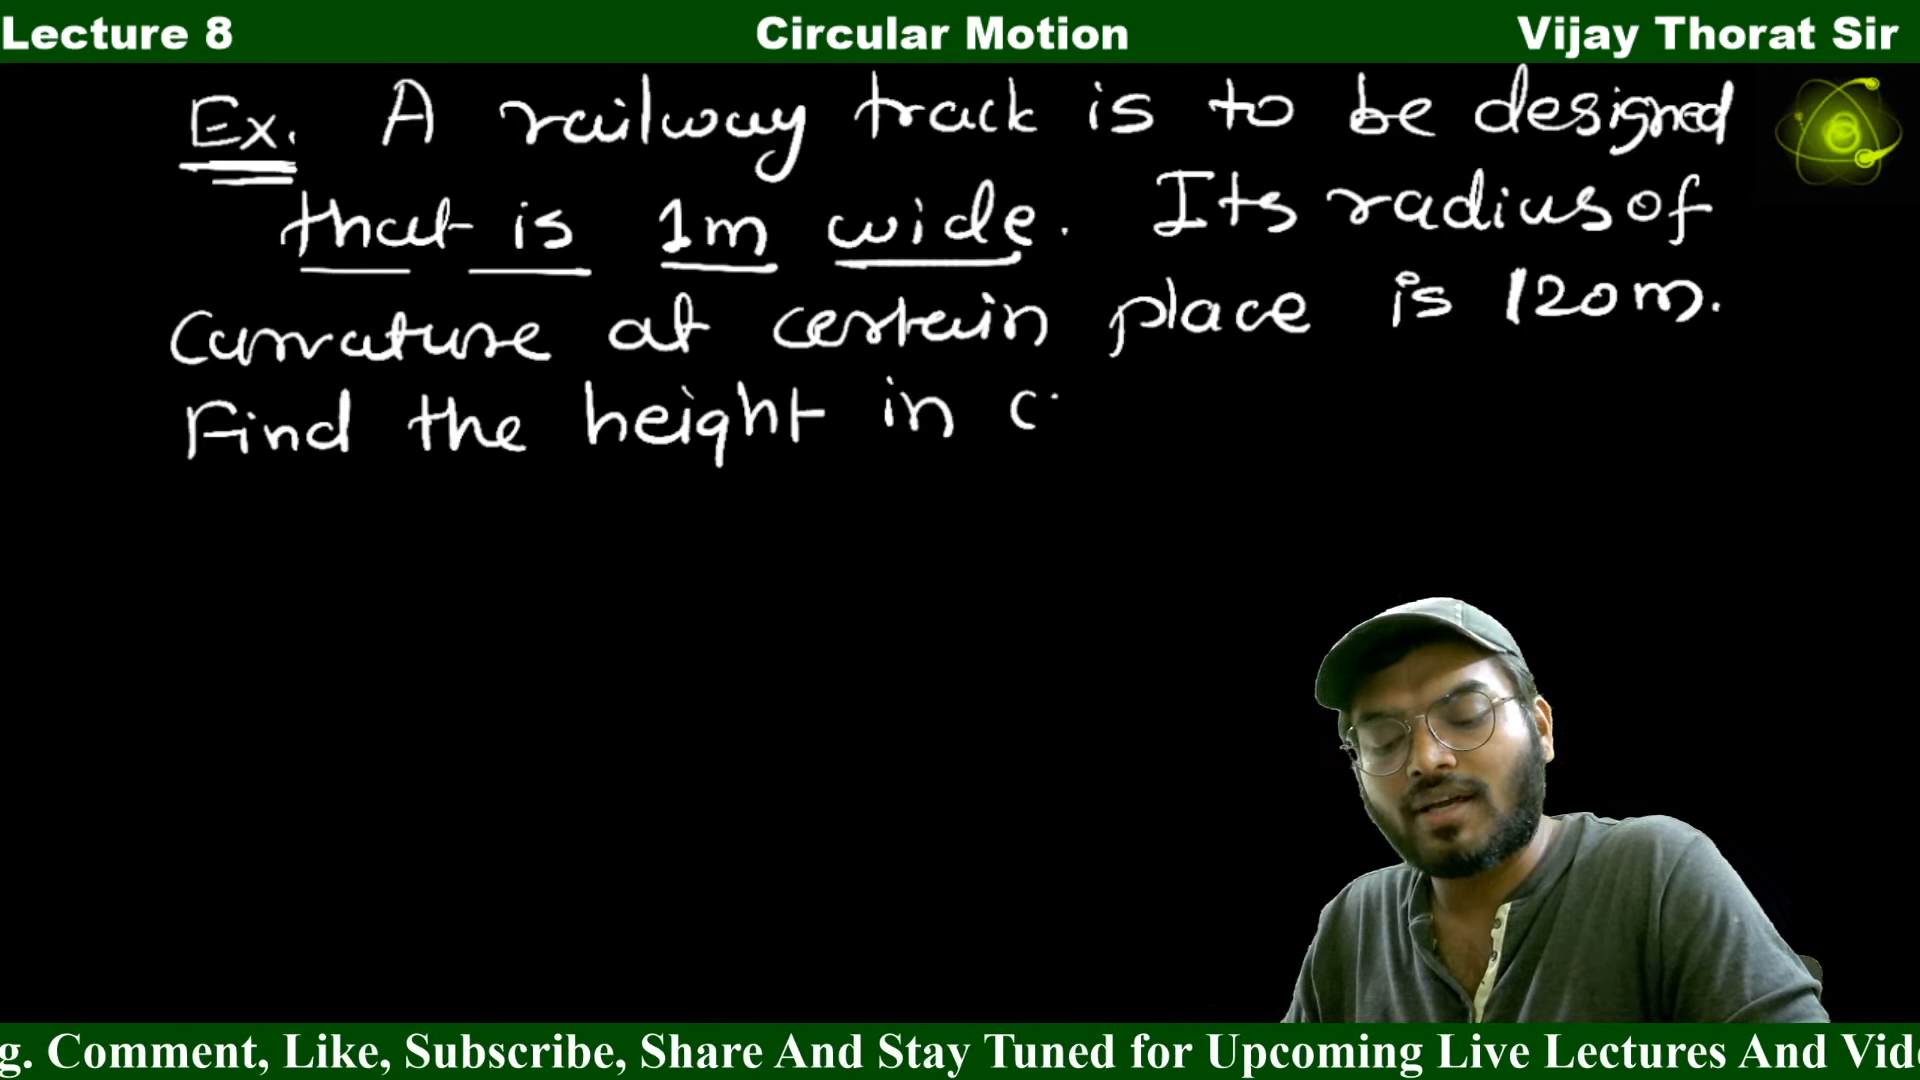 Lecture 8 Circular Motion Vijay Thorat Sir
Ex. A railway track is to be designed
that is 1m wide. Its radius of
Curvature at certain place is 120m.
Find the height in c
g. Comment, Like, Subscribe, Share And Stay Tuned for Upcoming Live Lectures And Vid